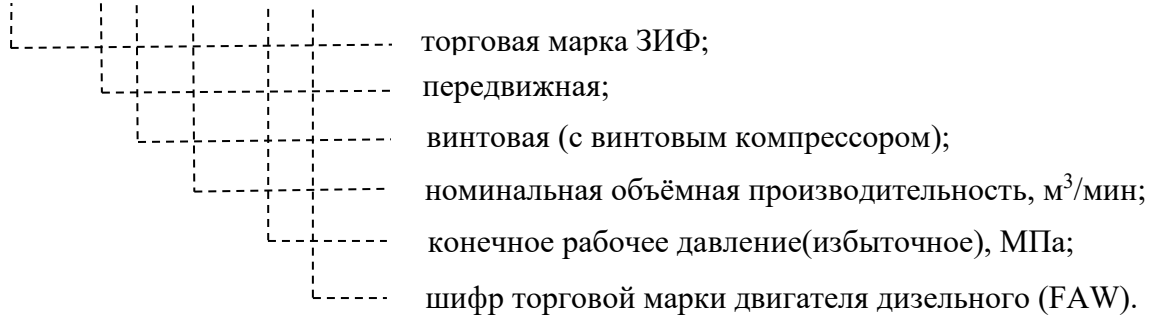 торговая марка ЗИФ;
передвижная;
винтовая (с винтовым компрессором);
номинальная объёмная производительность, м³/мин;
конечное рабочее давление(избыточное), МПа;
шифр торговой марки двигателя дизельного (FAW).